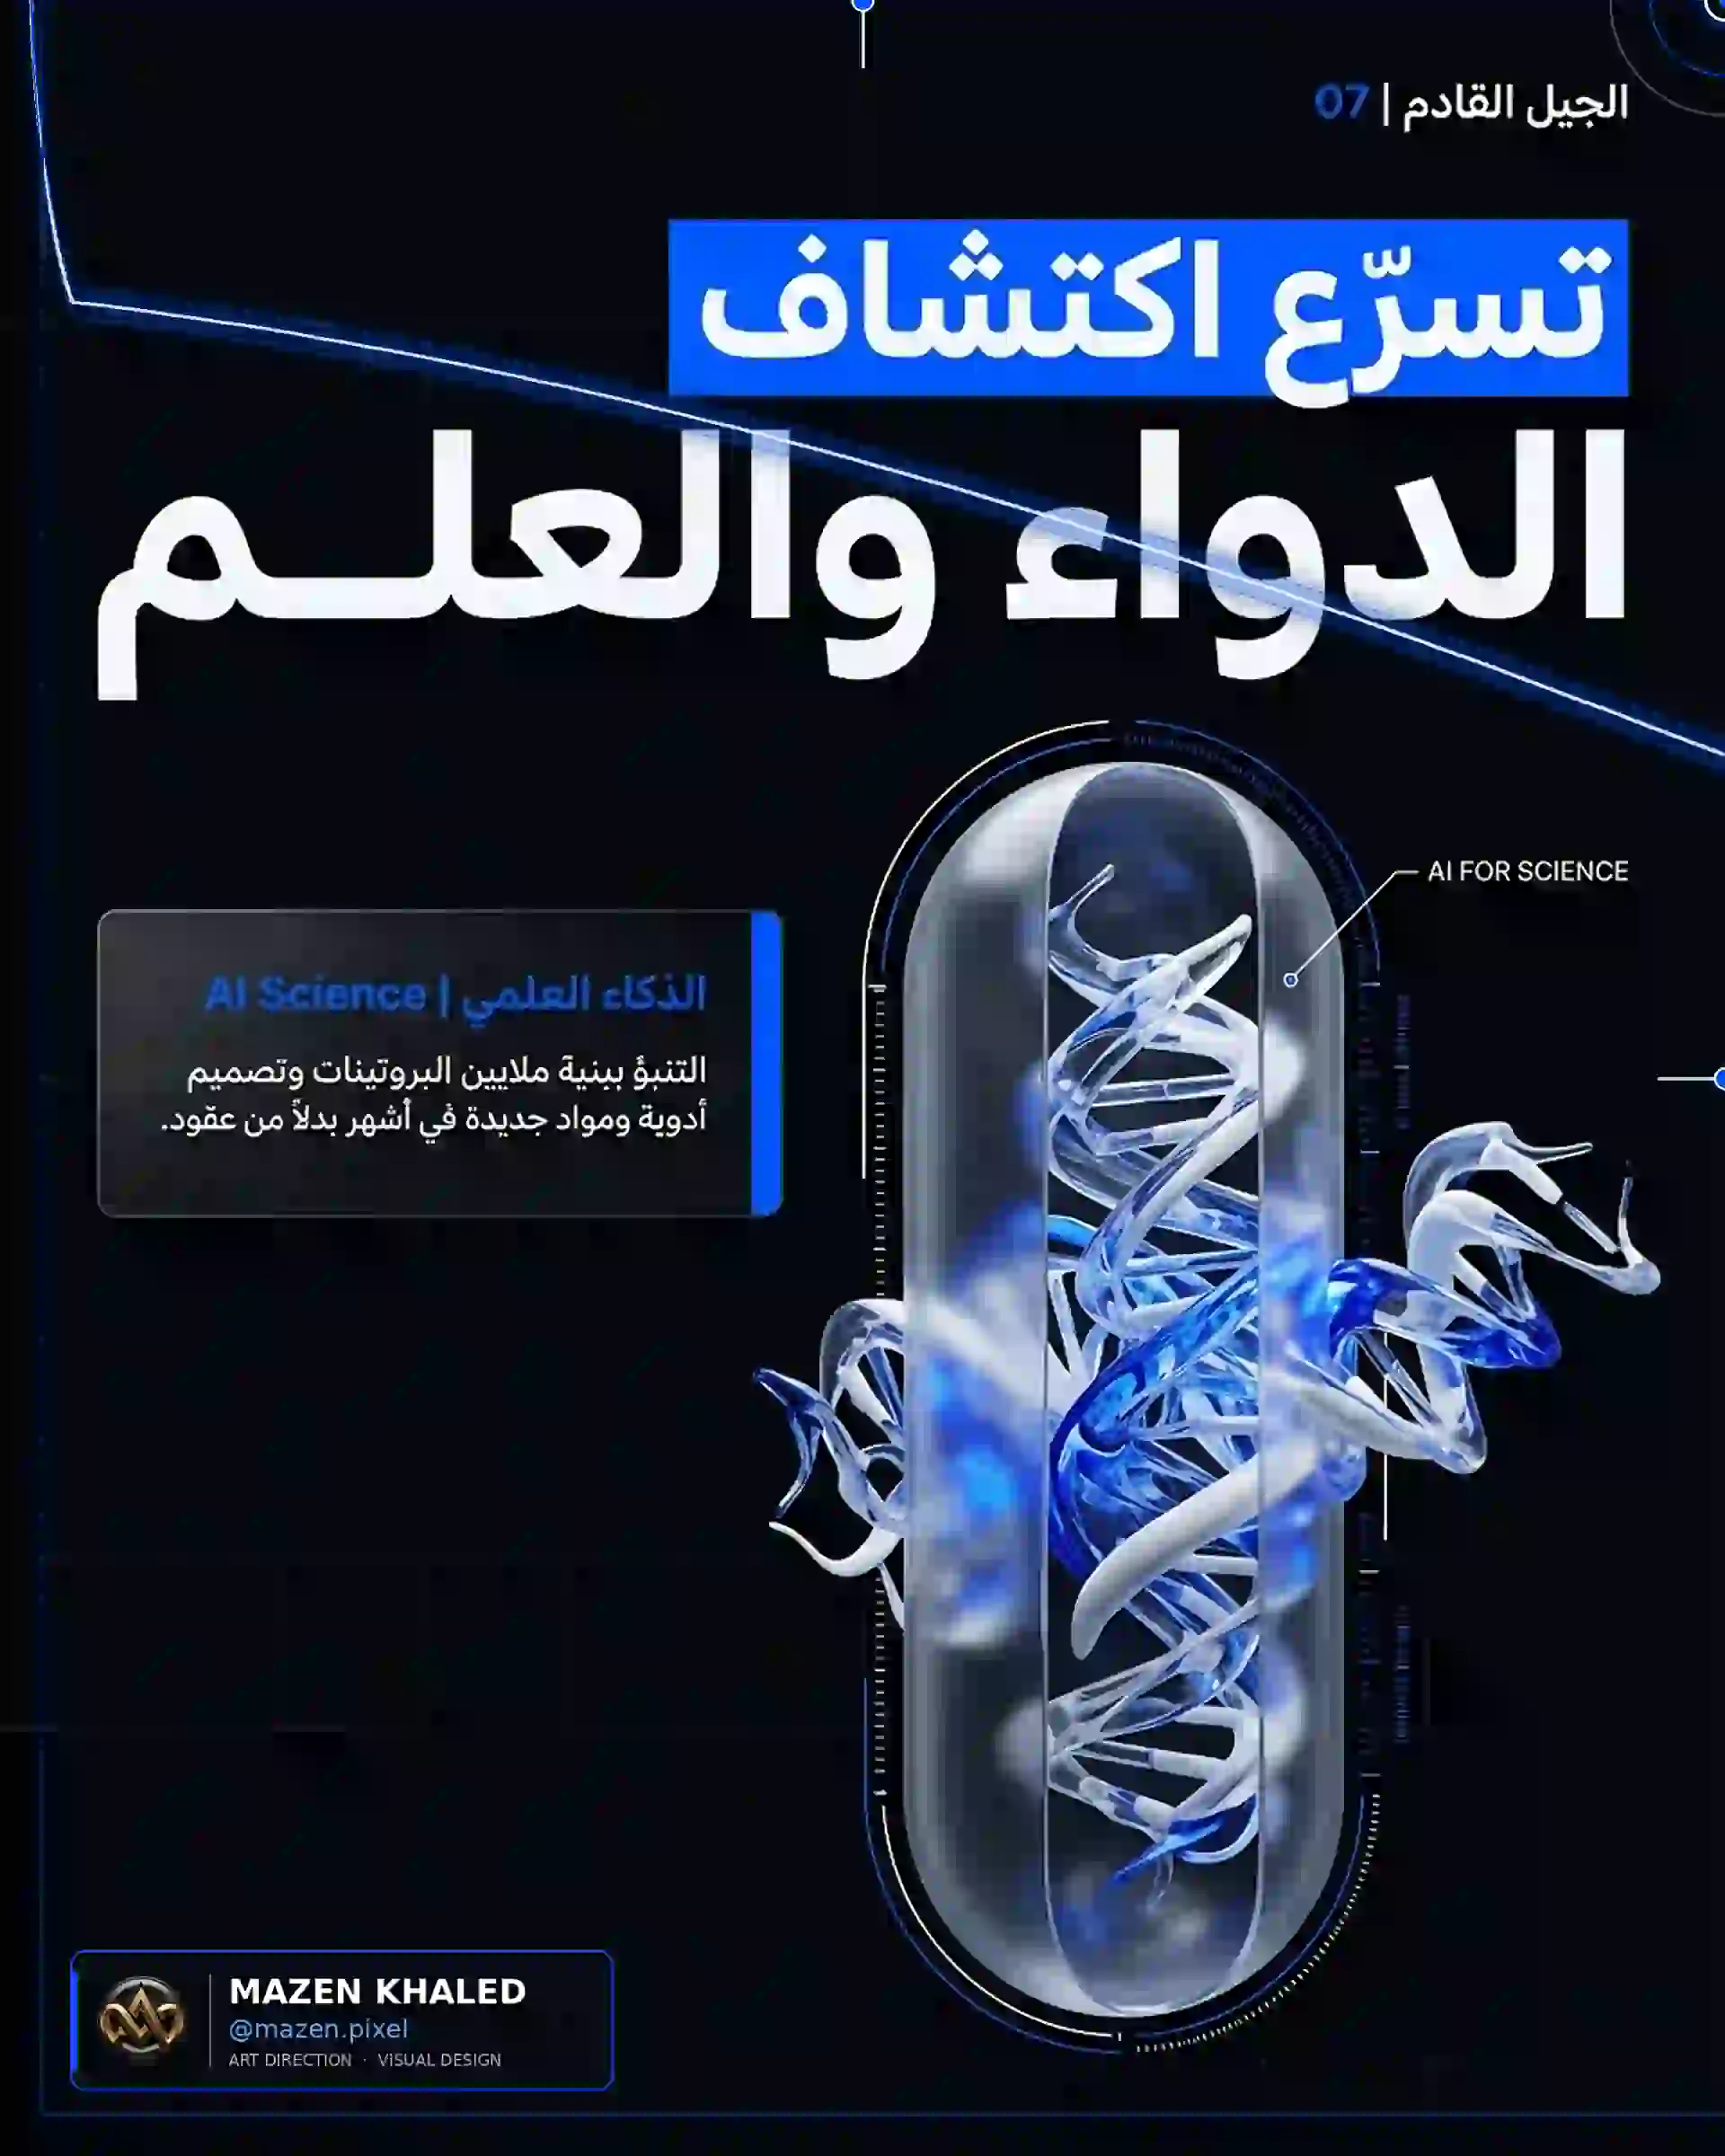 الجيل القادم | 07
تسرّع اكتشاف
الدواء والعلـم
AI FOR SCIENCE
الذكاء العلمي | AI Science
التنبؤ ببنية ملايين البروتينات وتصميم
أدوية ومواد جديدة في أشهر بدلاً من عقود.
MAZEN KHALED
@mazen.pixel
ART DIRECTION · VISUAL DESIGN